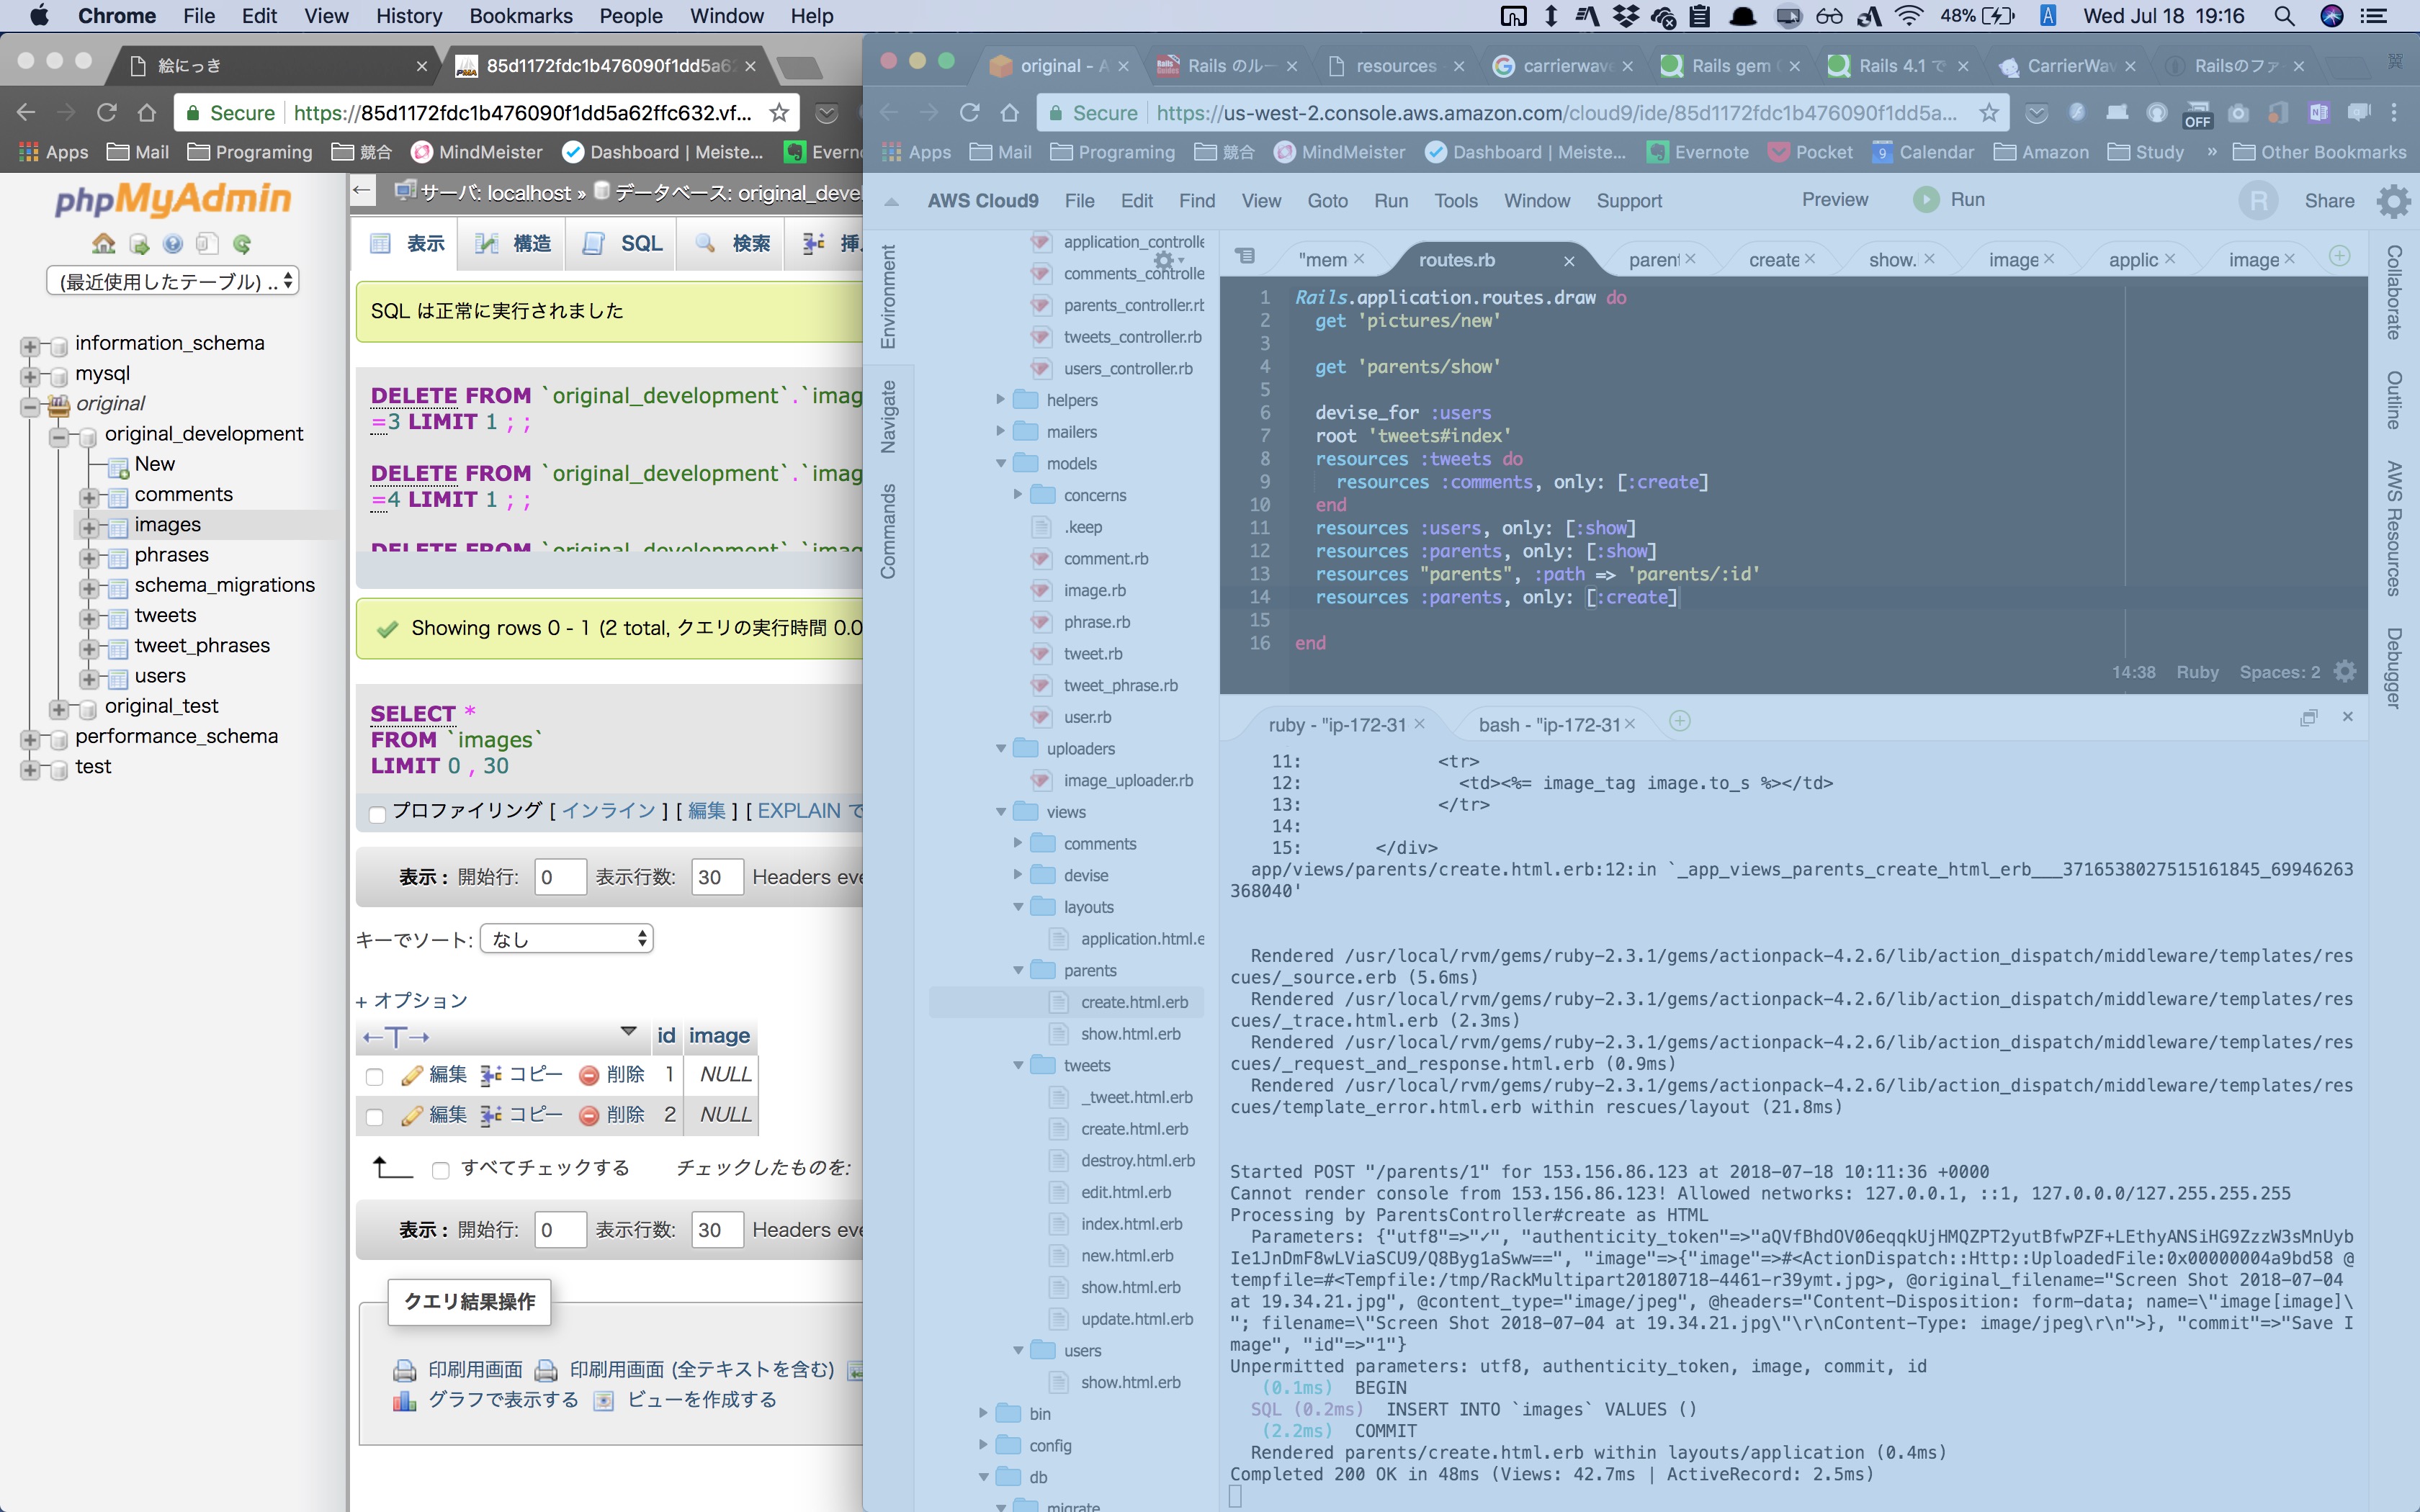 Chrome File Edit View History Bookmarks People Window Help
48% Wed Jul 18 19:16
絵にっき
85d1172fdc1b476090f1dd5a62
Secure https://85d1172fdc1b476090f1dd5a62ffc632.vf...
Apps Mail Programing 競合 MindMeister Dashboard | Meiste... Evern
phpMyAdmin
(最近使用したテーブル) ..
information_schema
mysql
original
original_development
New
comments
images
phrases
schema_migrations
tweets
tweet_phrases
users
original_test
performance_schema
test
サーバ: localhost » データベース: original_deve
表示 構造 SQL 検索 挿
SQL は正常に実行されました
DELETE FROM `original_development`.`imag
=3 LIMIT 1 ; ;
DELETE FROM `original_development`.`imag
=4 LIMIT 1 ; ;
DELETE FROM `original_development`.`imag
Showing rows 0 - 1 (2 total, クエリの実行時間 0.0
SELECT *
FROM `images`
LIMIT 0 , 30
プロファイリング [ インライン ] [ 編集 ] [ EXPLAIN で
表示 : 開始行: 0 表示行数: 30 Headers eve
キーでソート: なし
+ オプション
←T→ id image
編集 コピー 削除 1 NULL
編集 コピー 削除 2 NULL
すべてチェックする チェックしたものを:
表示 : 開始行: 0 表示行数: 30 Headers eve
クエリ結果操作
印刷用画面 印刷用画面 (全テキストを含む)
グラフで表示する ビューを作成する
original - A
Rails のルー
resources
carrierwave
Rails gem
Rails 4.1 で
CarrierWav
Railsのファ
翼
Secure https://us-west-2.console.aws.amazon.com/cloud9/ide/85d1172fdc1b476090f1dd5a...
OFF
Apps Mail Programing 競合 MindMeister Dashboard | Meiste... Evernote Pocket Calendar Amazon Study » Other Bookmarks
AWS Cloud9 File Edit Find View Goto Run Tools Window Support Preview Run R Share
Environment
Navigate
Commands
application_controlle
comments_controlle
parents_controller.rb
tweets_controller.rb
users_controller.rb
helpers
mailers
models
concerns
.keep
comment.rb
image.rb
phrase.rb
tweet.rb
tweet_phrase.rb
user.rb
uploaders
image_uploader.rb
views
comments
devise
layouts
application.html.e
parents
create.html.erb
show.html.erb
tweets
_tweet.html.erb
create.html.erb
destroy.html.erb
edit.html.erb
index.html.erb
new.html.erb
show.html.erb
update.html.erb
users
show.html.erb
bin
config
db
migrate
"mem routes.rb paren create show. image applic image
1 Rails.application.routes.draw do
2 get 'pictures/new'
3
4 get 'parents/show'
5
6 devise_for :users
7 root 'tweets#index'
8 resources :tweets do
9 resources :comments, only: [:create]
10 end
11 resources :users, only: [:show]
12 resources :parents, only: [:show]
13 resources "parents", :path => 'parents/:id'
14 resources :parents, only: [:create]
15
16 end
14:38 Ruby Spaces: 2
Collaborate
Outline
AWS Resources
Debugger
ruby - "ip-172-31 bash - "ip-172-31
11: <tr>
12: <td><%= image_tag image.to_s %></td>
13: </tr>
14:
15: </div>
app/views/parents/create.html.erb:12:in `_app_views_parents_create_html_erb___3716538027515161845_69946263
368040'
Rendered /usr/local/rvm/gems/ruby-2.3.1/gems/actionpack-4.2.6/lib/action_dispatch/middleware/templates/res
cues/_source.erb (5.6ms)
Rendered /usr/local/rvm/gems/ruby-2.3.1/gems/actionpack-4.2.6/lib/action_dispatch/middleware/templates/res
cues/_trace.html.erb (2.3ms)
Rendered /usr/local/rvm/gems/ruby-2.3.1/gems/actionpack-4.2.6/lib/action_dispatch/middleware/templates/res
cues/_request_and_response.html.erb (0.9ms)
Rendered /usr/local/rvm/gems/ruby-2.3.1/gems/actionpack-4.2.6/lib/action_dispatch/middleware/templates/res
cues/template_error.html.erb within rescues/layout (21.8ms)
Started POST "/parents/1" for 153.156.86.123 at 2018-07-18 10:11:36 +0000
Cannot render console from 153.156.86.123! Allowed networks: 127.0.0.1, ::1, 127.0.0.0/127.255.255.255
Processing by ParentsController#create as HTML
Parameters: {"utf8"=>"✓", "authenticity_token"=>"aQVfBhdOV06eqqkUjHMQZPT2yutBfwPZF+LEthyANSiHG9ZzzW3sMnUyb
Ie1JnDmF8wLViaSCU9/Q8Byg1aSww==", "image"=>{"image"=>#<ActionDispatch::Http::UploadedFile:0x00000004a9bd58 @
tempfile=#<Tempfile:/tmp/RackMultipart20180718-4461-r39ymt.jpg>, @original_filename="Screen Shot 2018-07-04
at 19.34.21.jpg", @content_type="image/jpeg", @headers="Content-Disposition: form-data; name=\"image[image]\
"; filename=\"Screen Shot 2018-07-04 at 19.34.21.jpg\"\r\nContent-Type: image/jpeg\r\n">}, "commit"=>"Save I
mage", "id"=>"1"}
Unpermitted parameters: utf8, authenticity_token, image, commit, id
(0.1ms) BEGIN
SQL (0.2ms) INSERT INTO `images` VALUES ()
(2.2ms) COMMIT
Rendered parents/create.html.erb within layouts/application (0.4ms)
Completed 200 OK in 48ms (Views: 42.7ms | ActiveRecord: 2.5ms)